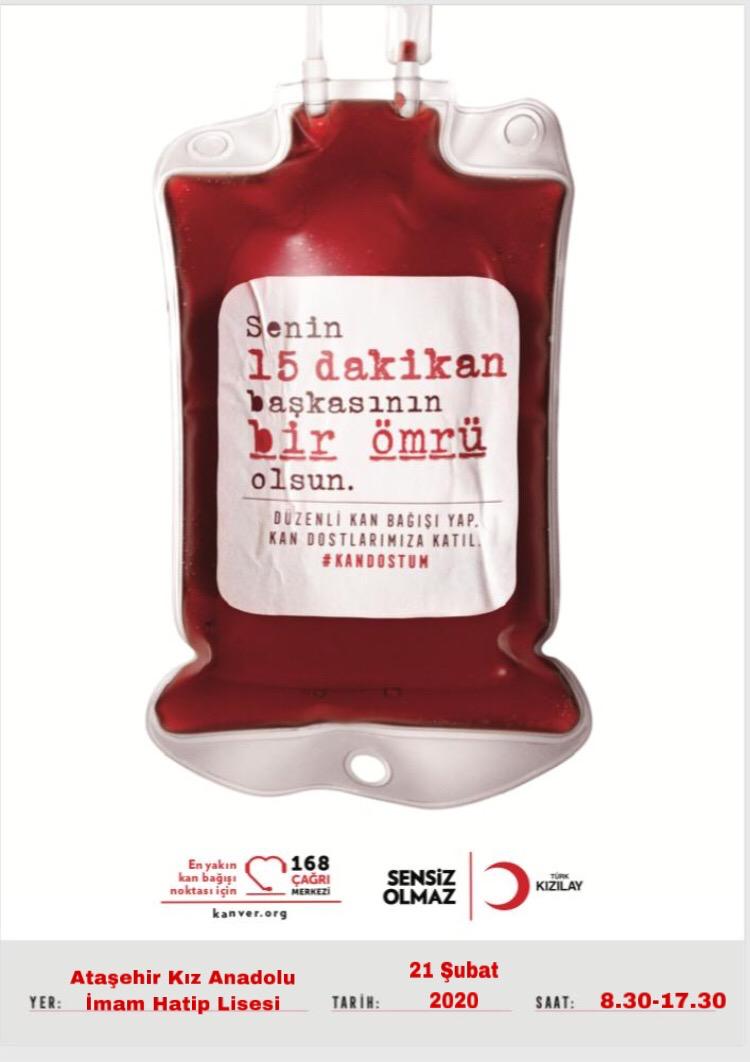 Senin
15 dakikan
başkasının
bir ömrü
olsun.
DÜZENLİ KAN BAĞIŞI YAP.
KAN DOSTLARIMIZA KATIL.
#KANDOSTUM
En yakın
kan bağışı
noktası için
168
ÇAĞRI
MERKEZİ
kanver.org
SENSİZ
OLMAZ
TÜRK
KIZILAY
YER: Ataşehir Kız Anadolu
İmam Hatip Lisesi
TARİH: 21 Şubat
2020
SAAT: 8.30-17.30